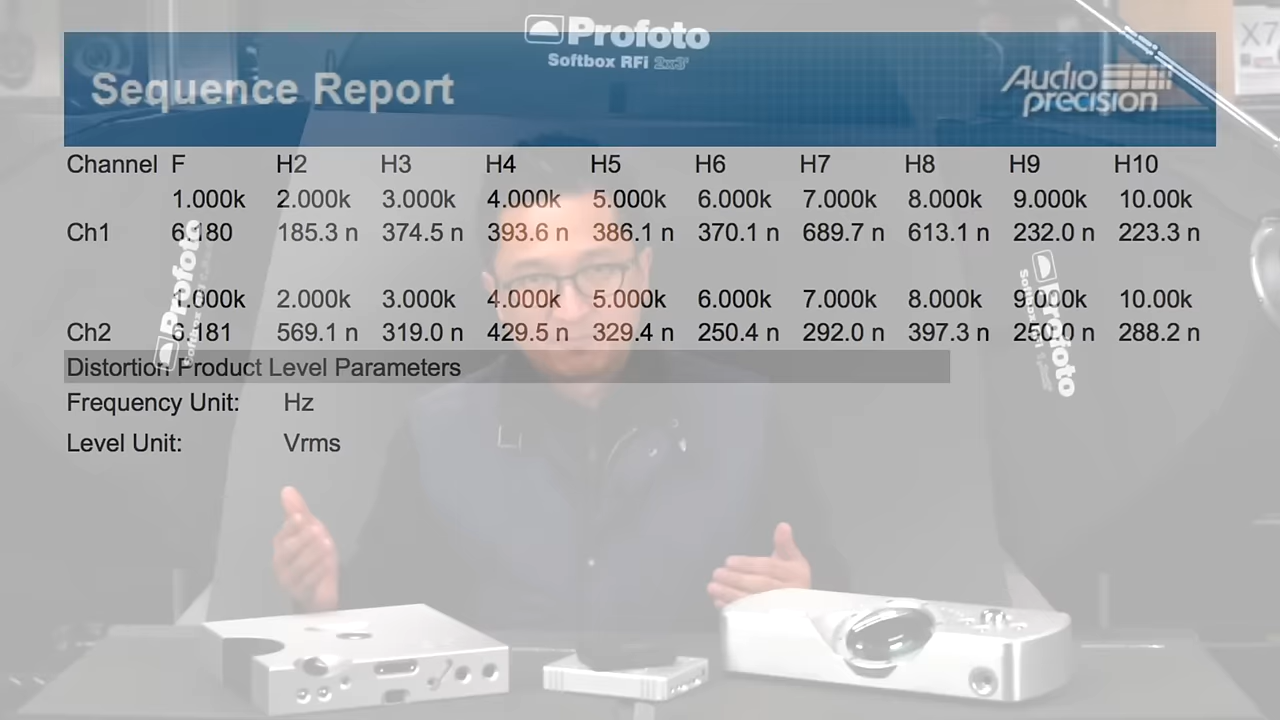 Profoto
Softbox RFi 2x3'
Sequence Report
Audio precision
X7
Channel F H2 H3 H4 H5 H6 H7 H8 H9 H10
1.000k 2.000k 3.000k 4.000k 5.000k 6.000k 7.000k 8.000k 9.000k 10.00k
Ch1 6.180 185.3 n 374.5 n 393.6 n 386.1 n 370.1 n 689.7 n 613.1 n 232.0 n 223.3 n
1.000k 2.000k 3.000k 4.000k 5.000k 6.000k 7.000k 8.000k 9.000k 10.00k
Ch2 6.181 569.1 n 319.0 n 429.5 n 329.4 n 250.4 n 292.0 n 397.3 n 250.0 n 288.2 n
Profoto
Profoto
Distortion Product Level Parameters
Frequency Unit: Hz
Level Unit: Vrms